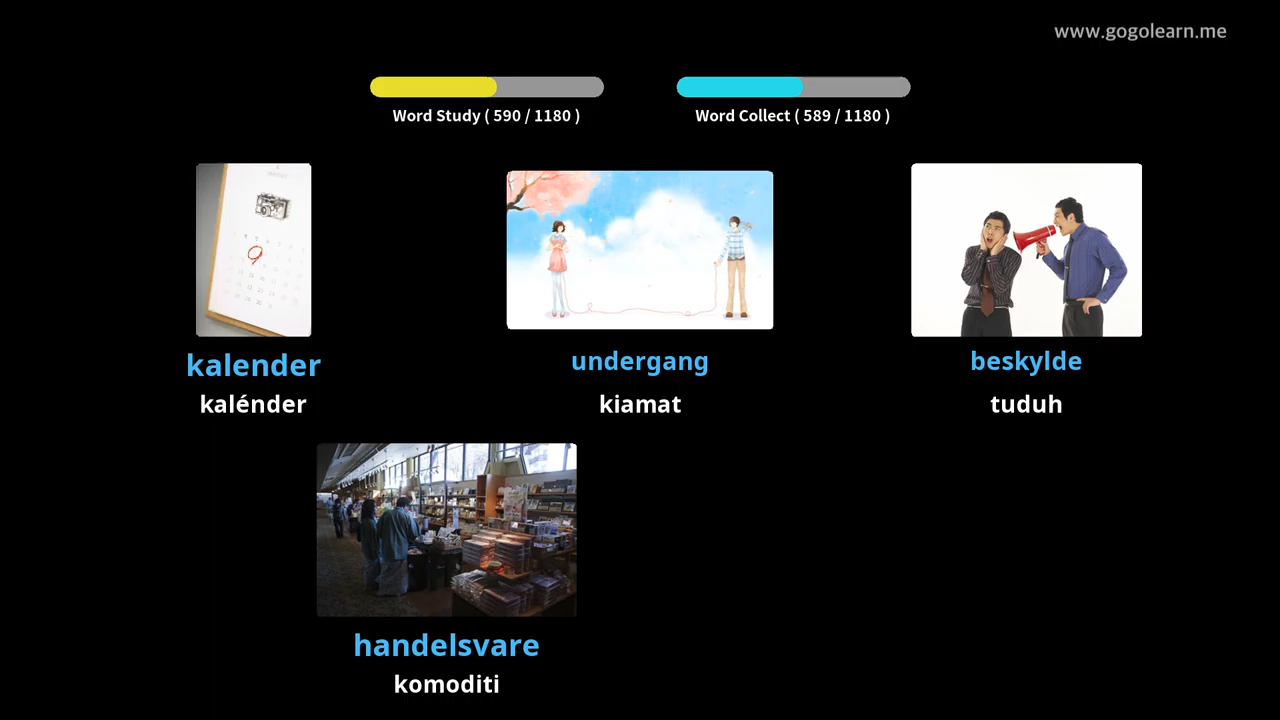 www.gogolearn.me
Word Study ( 590 / 1180 )
Word Collect ( 589 / 1180 )
kalender
kalénder
undergang
kiamat
beskylde
tuduh
handelsvare
komoditi